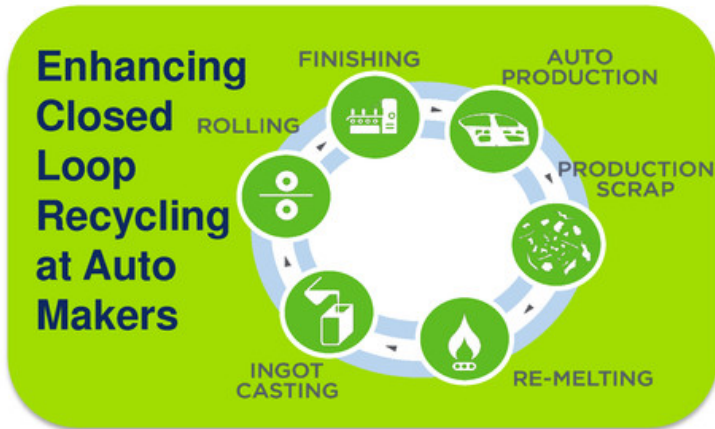 Enhancing
Closed
Loop
Recycling
at Auto
Makers
FINISHING
AUTO
PRODUCTION
PRODUCTION
SCRAP
RE-MELTING
INGOT
CASTING
ROLLING